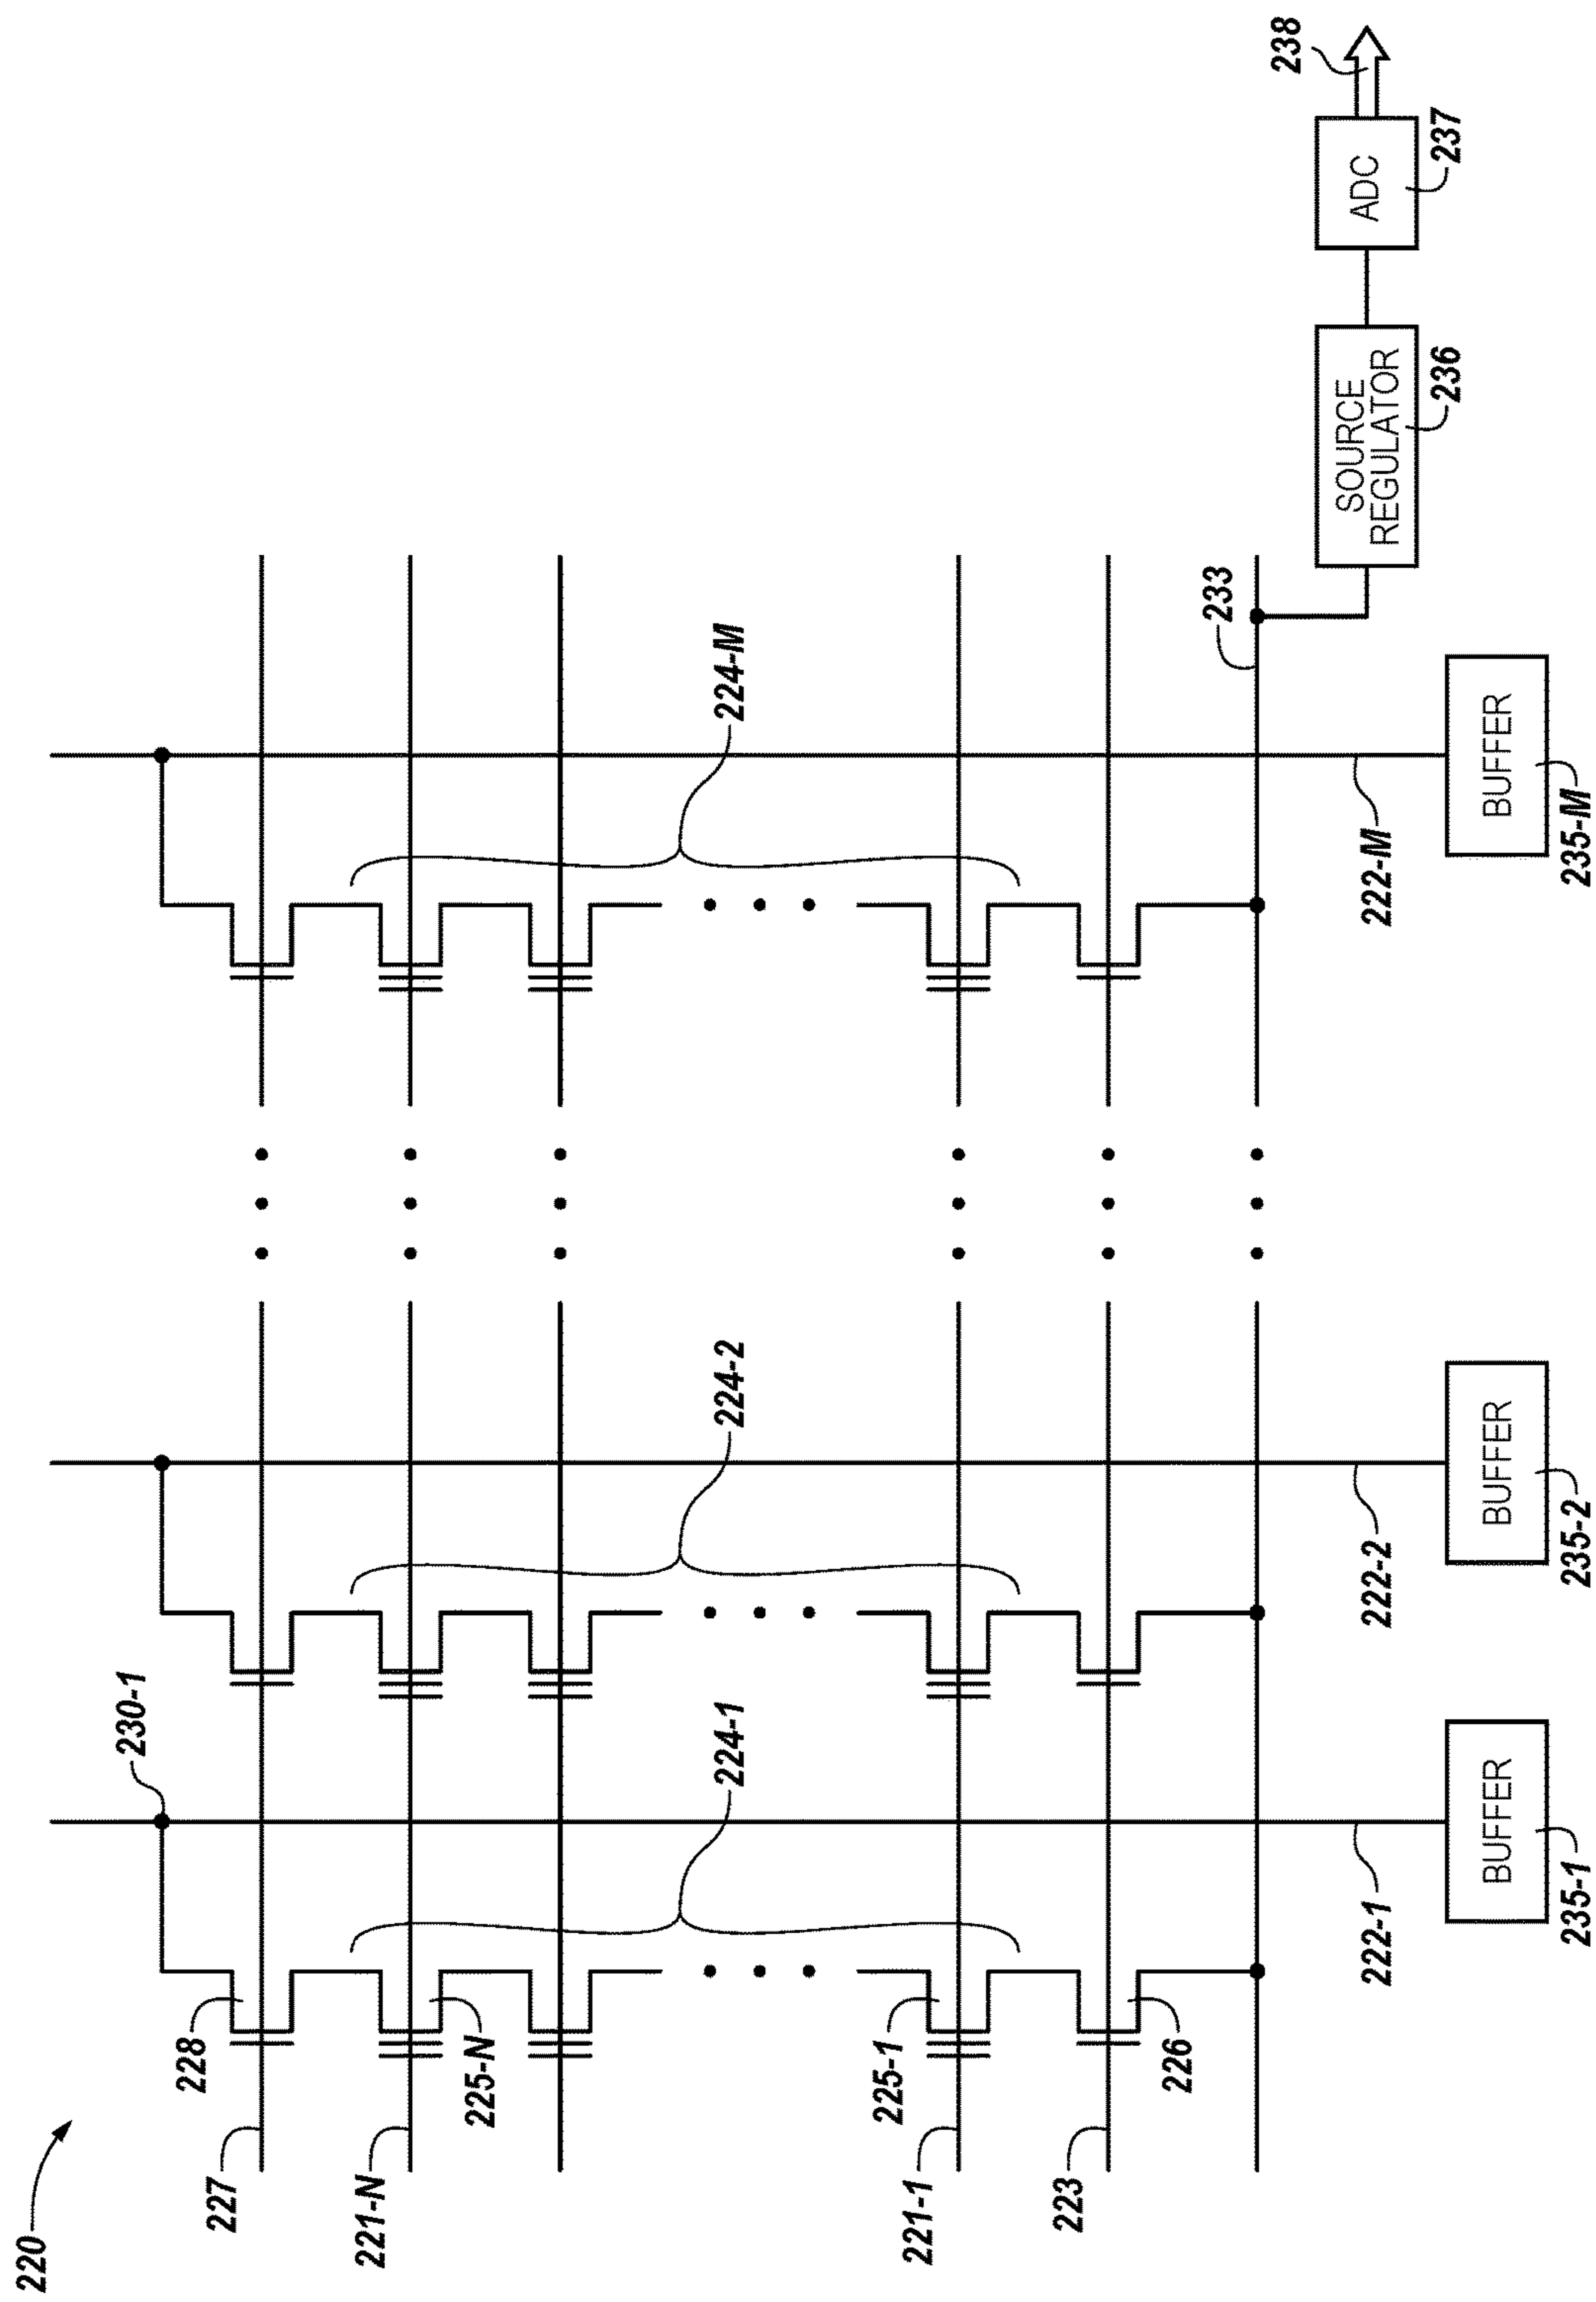 220
227
228
230-1
221-N
225-N
224-1
224-2
224-M
221-1
225-1
223
226
233
222-1
222-2
222-M
BUFFER
235-1
BUFFER
235-2
BUFFER
235-M
SOURCE
REGULATOR
236
ADC
237
238